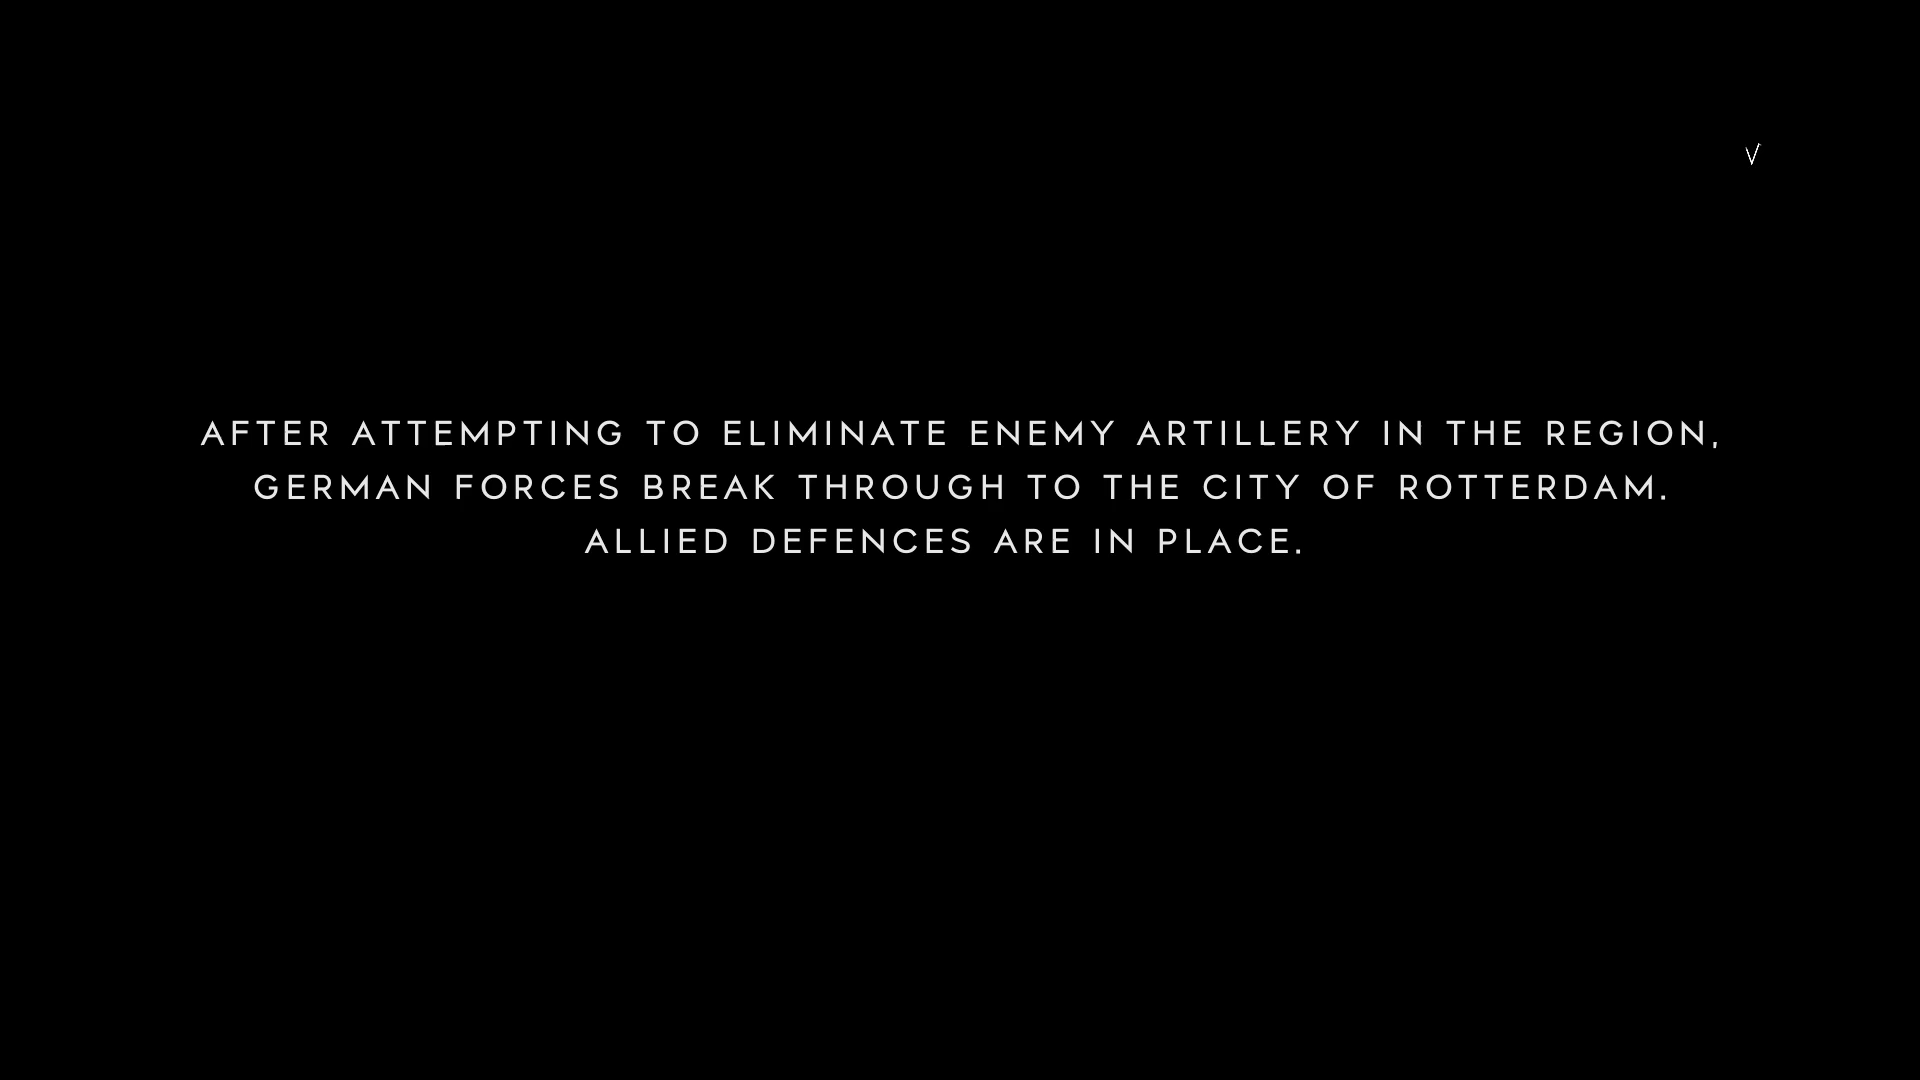 √
AFTER ATTEMPTING TO ELIMINATE ENEMY ARTILLERY IN THE REGION,
GERMAN FORCES BREAK THROUGH TO THE CITY OF ROTTERDAM.
ALLIED DEFENCES ARE IN PLACE.